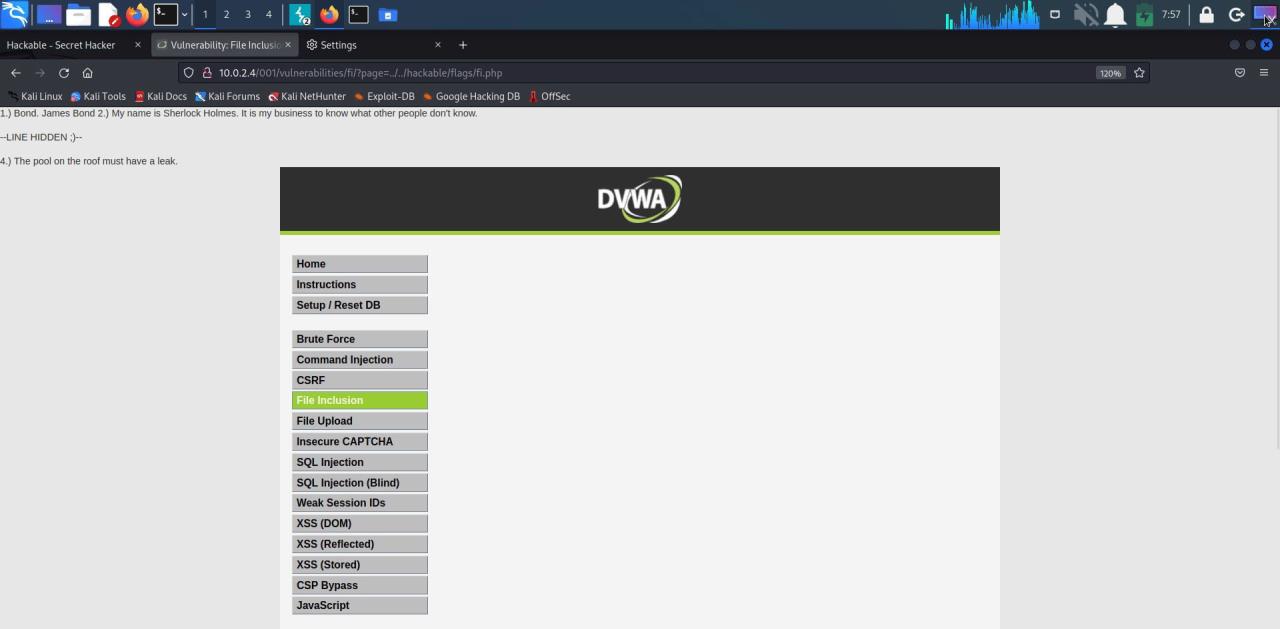 1 2 3 4 7:57
Hackable - Secret Hacker × Vulnerability: File Inclusio × Settings × +
10.0.2.4/001/vulnerabilities/fi/?page=../../hackable/flags/fi.php 120%
Kali Linux Kali Tools Kali Docs Kali Forums Kali NetHunter Exploit-DB Google Hacking DB OffSec
1.) Bond. James Bond 2.) My name is Sherlock Holmes. It is my business to know what other people don't know.
--LINE HIDDEN ;)--
4.) The pool on the roof must have a leak.
DVWA
Home
Instructions
Setup / Reset DB
Brute Force
Command Injection
CSRF
File Inclusion
File Upload
Insecure CAPTCHA
SQL Injection
SQL Injection (Blind)
Weak Session IDs
XSS (DOM)
XSS (Reflected)
XSS (Stored)
CSP Bypass
JavaScript